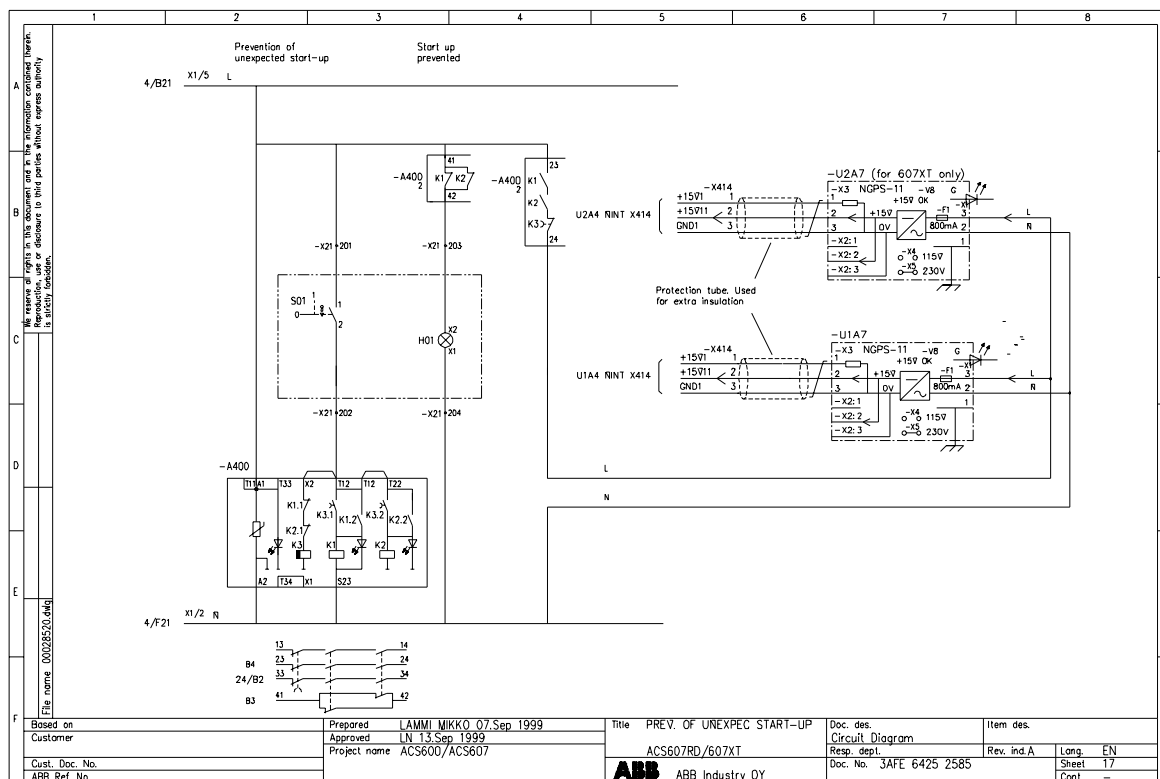 1 2 3 4 5 6 7 8
A
B
C
D
E
F
We reserve all rights in this document and in the information contained therein.
Reproduction, use or disclosure to third parties without express authority
is strictly forbidden.
File name 00028520.dwg
Prevention of
unexpected start-up
Start up
prevented
4/B21 X1/5 L
-A400
2
41
K1 K2
42
-A400
2
23
K1
K2
K3
24
-X21 201
-X21 203
S01
1
0
1
2
H01
X2
X1
-X21 202
-X21 204
-U2A7 (for 607XT only)
-X3 NGPS-11 -V8 G
+15V OK
-X1
-X414
+15V1 1
+15V11 2
GND1 3
U2A4 NINT X414
1
2
3
+15V
0V
-F1
800mA
3
2
1
L
N
-X2:1
-X2:2
-X2:3
-X4 115V
-X5 230V
Protection tube. Used
for extra insulation
-U1A7
-X3 NGPS-11 -V8 G
+15V OK
-X1
-X414
+15V1 1
+15V11 2
GND1 3
U1A4 NINT X414
1
2
3
+15V
0V
-F1
800mA
3
2
1
L
N
-X2:1
-X2:2
-X2:3
-X4 115V
-X5 230V
L
N
-A400
T11 A1 T33 X2 T12 T12 T22
K1.1
K2.1
K3.1
K1.2
K3.2
K2.2
K3 K1 K2
A2 T34 X1 S23
4/F21 X1/2 N
13 14
B4 23 24
24/B2 33 34
B3 41 42
Based on
Customer
Cust. Doc. No.
ABB Ref. No.
Prepared LAMMI MIKKO 07.Sep 1999
Approved LN 13.Sep 1999
Project name ACS600/ACS607
Title PREV. OF UNEXPEC START-UP
ACS607RD/607XT
ABB ABB Industry OY
Doc. des.
Circuit Diagram
Resp. dept.
Doc. No. 3AFE 6425 2585
Item des.
Rev. ind. A
Lang. EN
Sheet 17
Cont. -